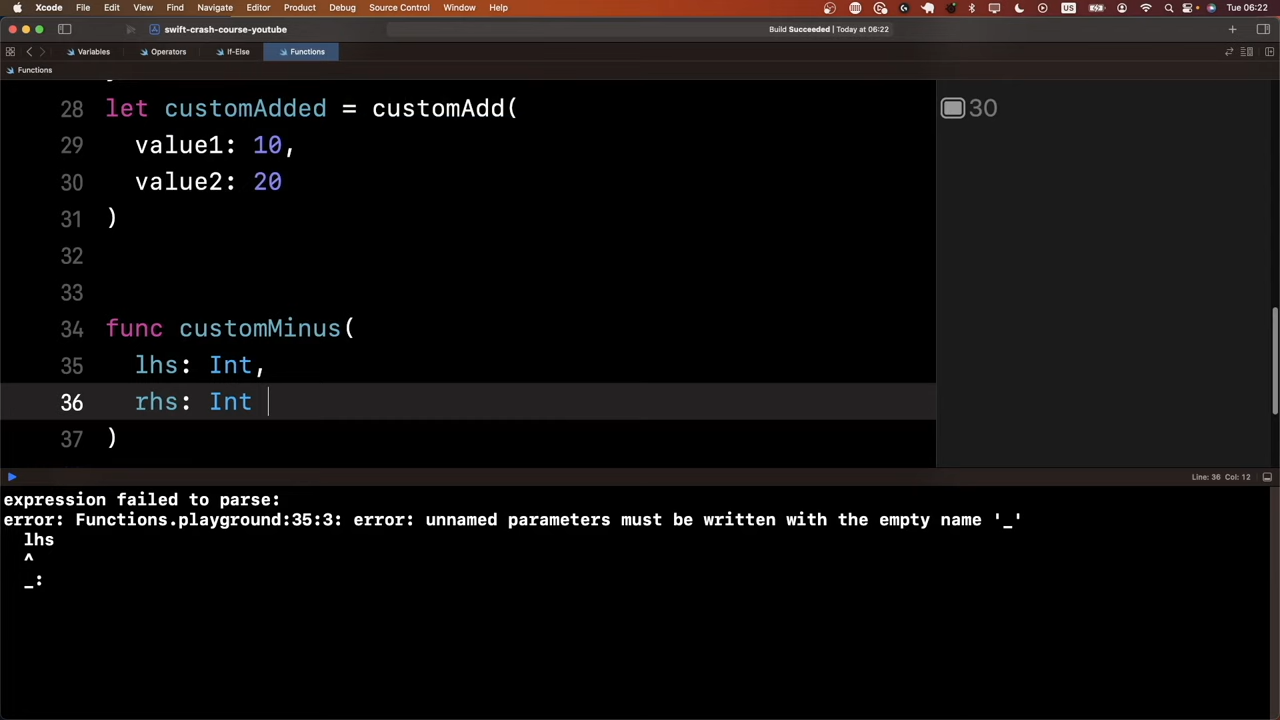 Xcode File Edit View Find Navigate Editor Product Debug Source Control Window Help US Tue 06:22
swift-crash-course-youtube Build Succeeded | Today at 06:22
Variables Operators If-Else Functions
Functions
28 let customAdded = customAdd( 30
29 value1: 10,
30 value2: 20
31 )
32
33
34 func customMinus(
35 lhs: Int,
36 rhs: Int
37 )
Line: 36 Col: 12
expression failed to parse:
error: Functions.playground:35:3: error: unnamed parameters must be written with the empty name '_'
lhs
^
_: